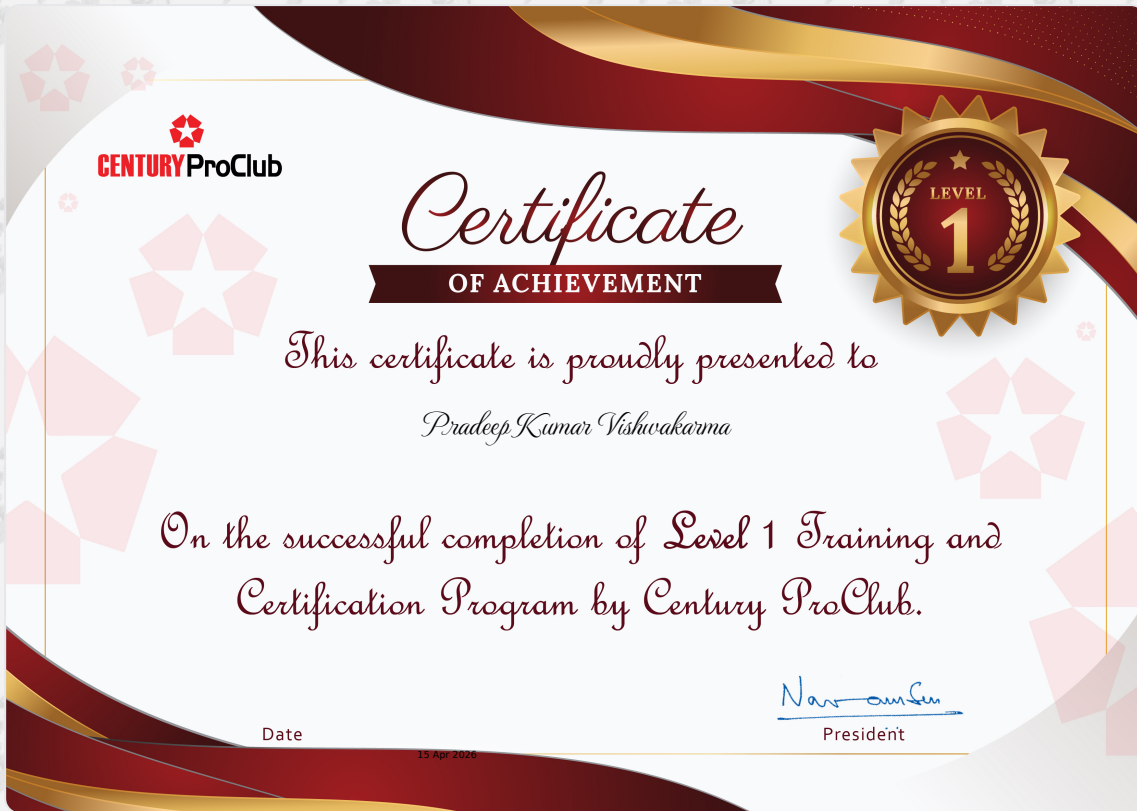 CENTURY ProClub
LEVEL
1
Certificate
OF ACHIEVEMENT
This certificate is proudly presented to
Pradeep Kumar Vishwakarma
On the successful completion of Level 1 Training and
Certification Program by Century ProClub.
Date
President
15 Apr 2026